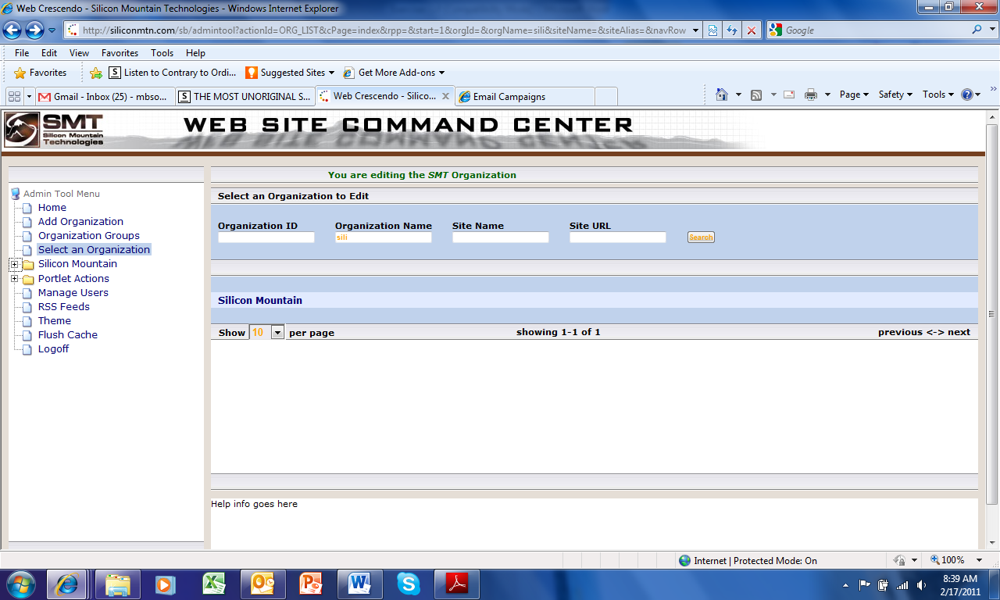 Web Crescendo - Silicon Mountain Technologies - Windows Internet Explorer
http://siliconmtn.com/sb/admintool?actionId=ORG_LIST&cPage=index&rpp=&start=1&orgId=&orgName=sili&siteName=&siteAlias=&navRow
Google
File Edit View Favorites Tools Help
Favorites Listen to Contrary to Ordi... Suggested Sites Get More Add-ons
Gmail - Inbox (25) - mbso... THE MOST UNORIGINAL S... Web Crescendo - Silico... Email Campaigns Page Safety Tools
SMT
Silicon Mountain
Technologies
WEB SITE COMMAND CENTER
You are editing the SMT Organization
Admin Tool Menu
Home
Add Organization
Organization Groups
Select an Organization
Silicon Mountain
Portlet Actions
Manage Users
RSS Feeds
Theme
Flush Cache
Logoff
Select an Organization to Edit
Organization ID Organization Name Site Name Site URL
sili Search
Silicon Mountain
Show 10 per page showing 1-1 of 1 previous <-> next
Help info goes here
Internet | Protected Mode: On 100%
8:39 AM
2/17/2011